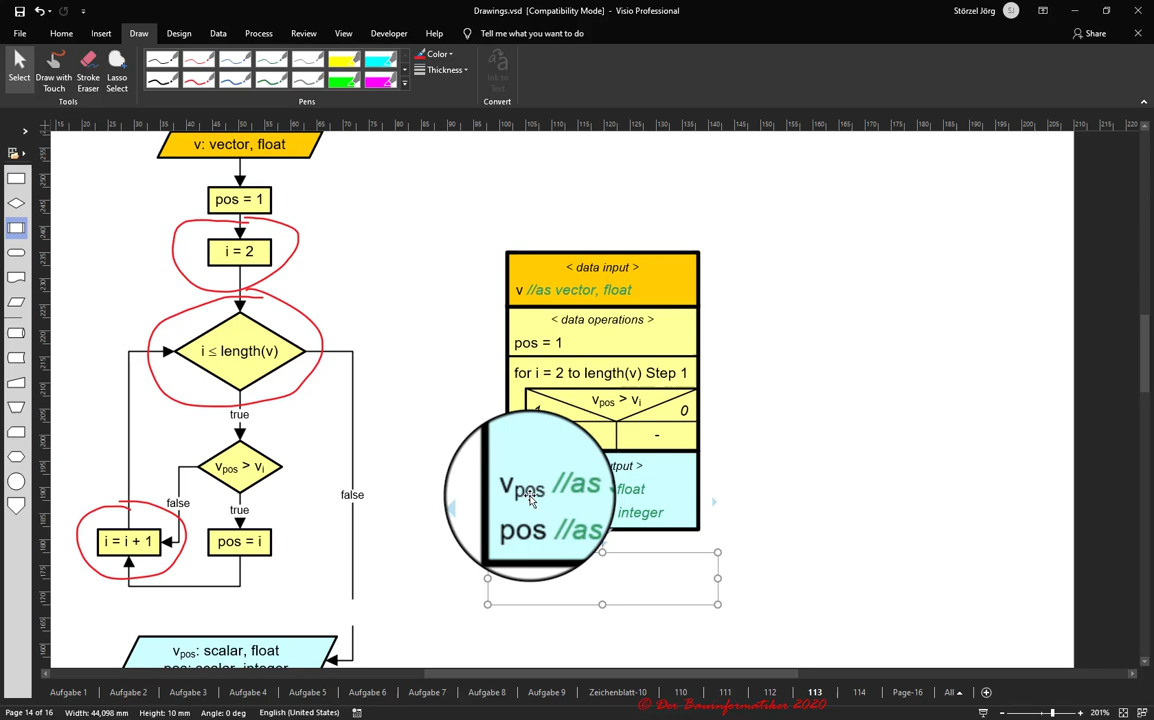 Drawings.vsd [Compatibility Mode] - Visio Professional
Störzel Jörg SJ
File Home Insert Draw Design Data Process Review View Developer Help Tell me what you want to do Share
Select Draw with Touch Stroke Eraser Lasso Select
Color
Thickness
Ink to Text
Tools Pens Convert
v: vector, float
pos = 1
i = 2
i ≤ length(v)
true
vpos > vi
false
true
false
i = i + 1
pos = i
vpos: scalar, float
pos: scalar, integer
< data input >
v //as vector, float
< data operations >
pos = 1
for i = 2 to length(v) Step 1
vpos > vi
1 0
-
utput >
vpos //as float
pos //as integer
Aufgabe 1 Aufgabe 2 Aufgabe 3 Aufgabe 4 Aufgabe 5 Aufgabe 6 Aufgabe 7 Aufgabe 8 Aufgabe 9 Zeichenblatt-10 110 111 112 113 114 Page-16 All
© Der Bauinformatiker 2020
Page 14 of 16 Width: 44,098 mm Height: 10 mm Angle: 0 deg English (United States) 201%